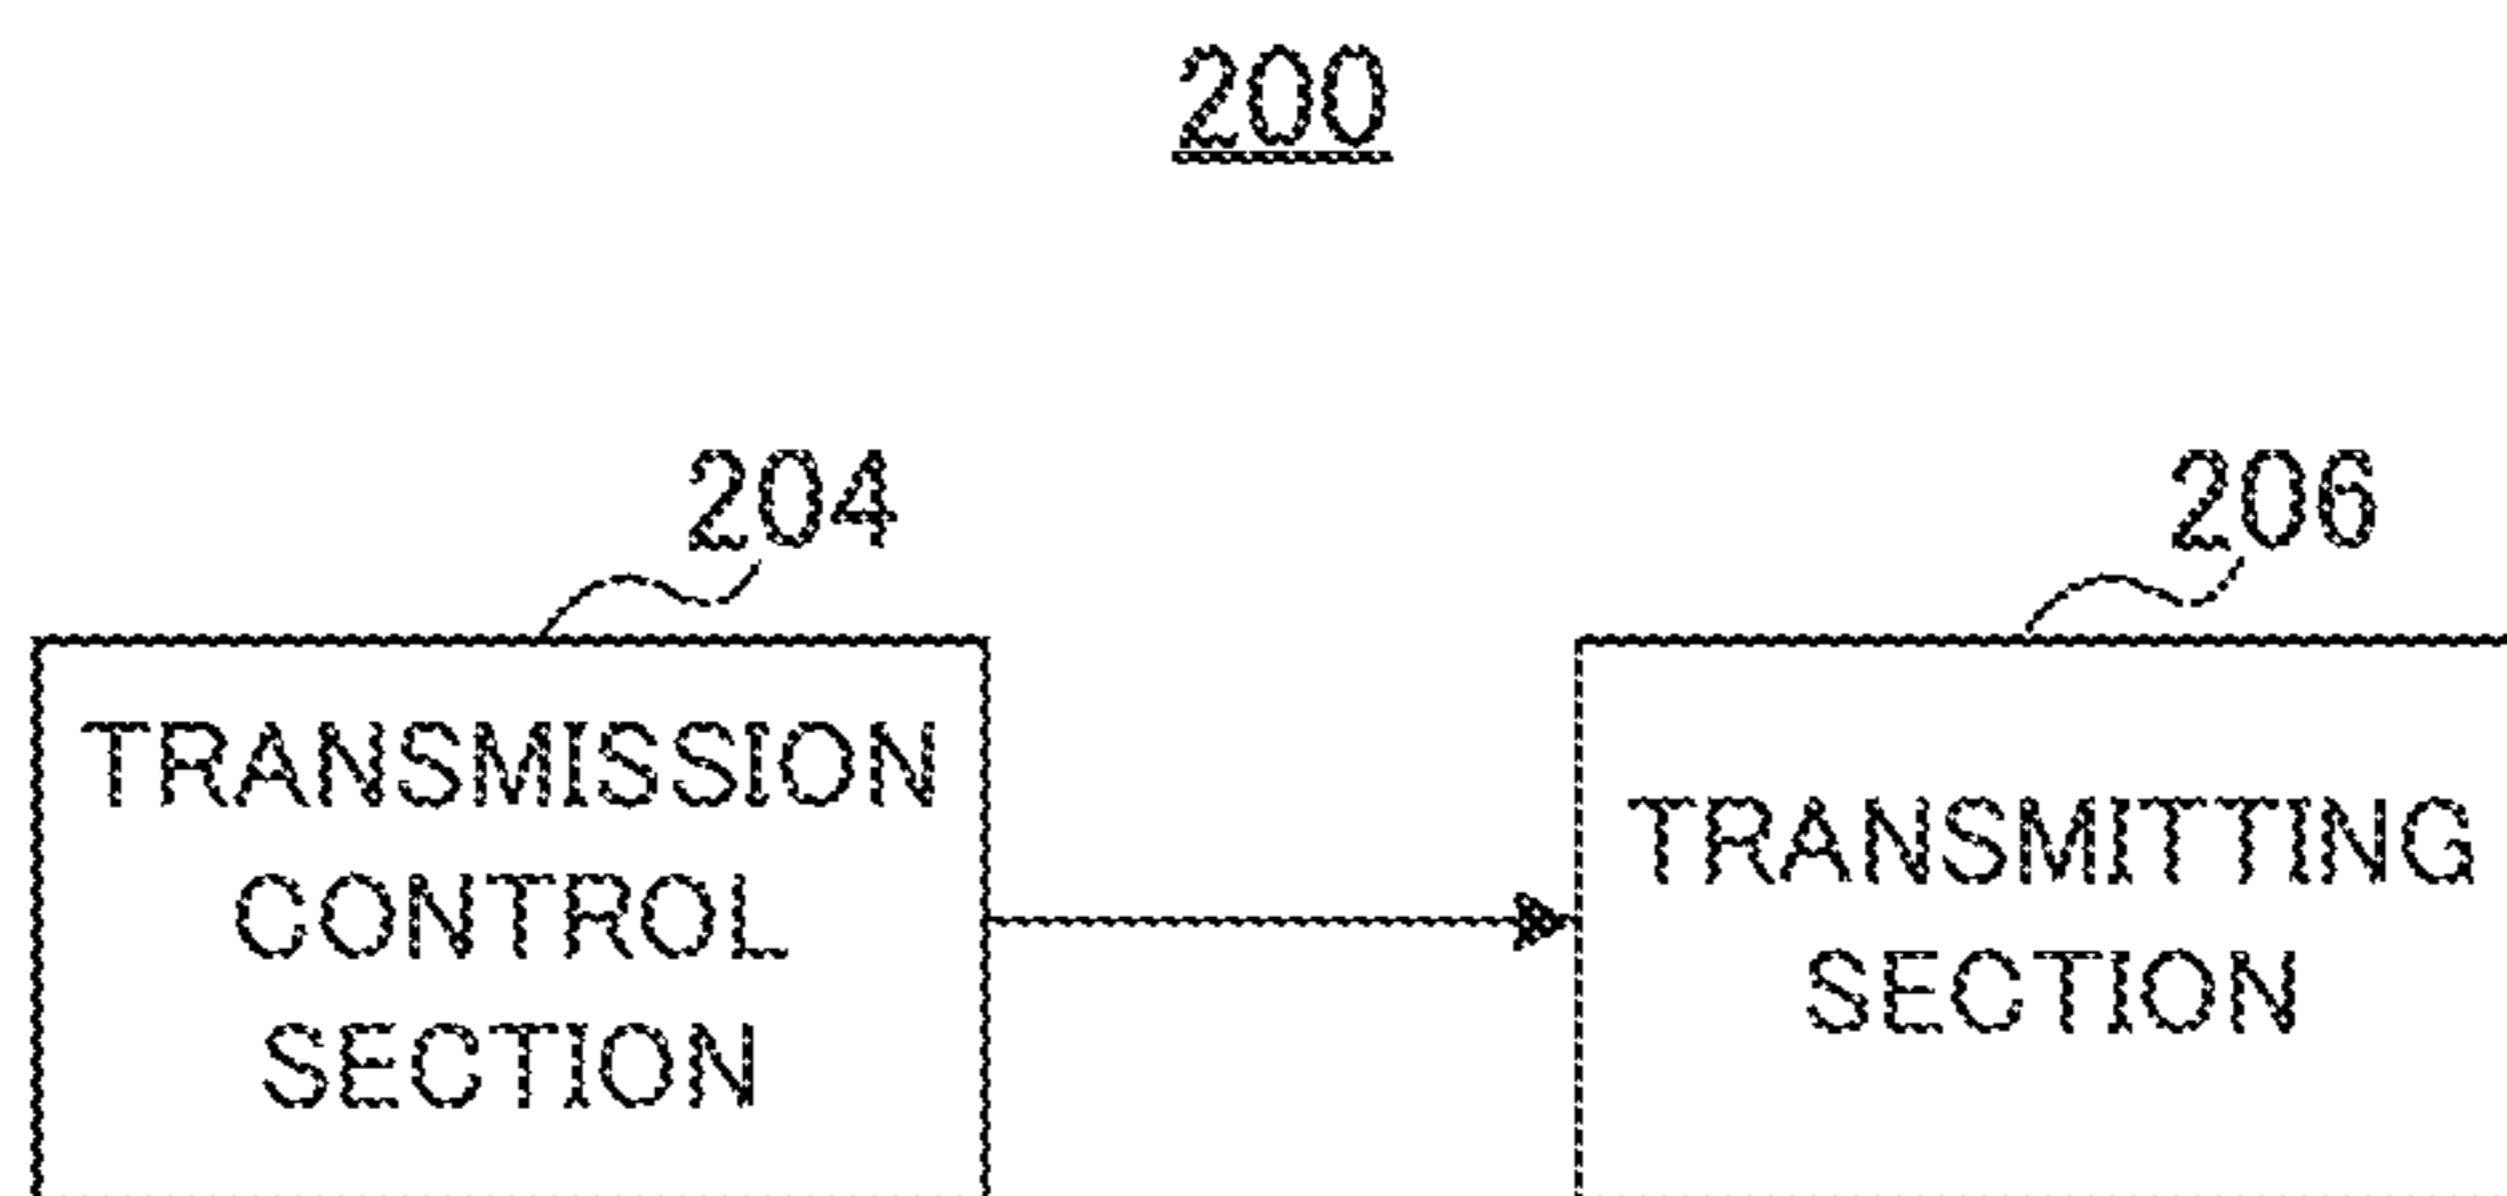 200
204
206
TRANSMISSION
CONTROL
SECTION
TRANSMITTING
SECTION